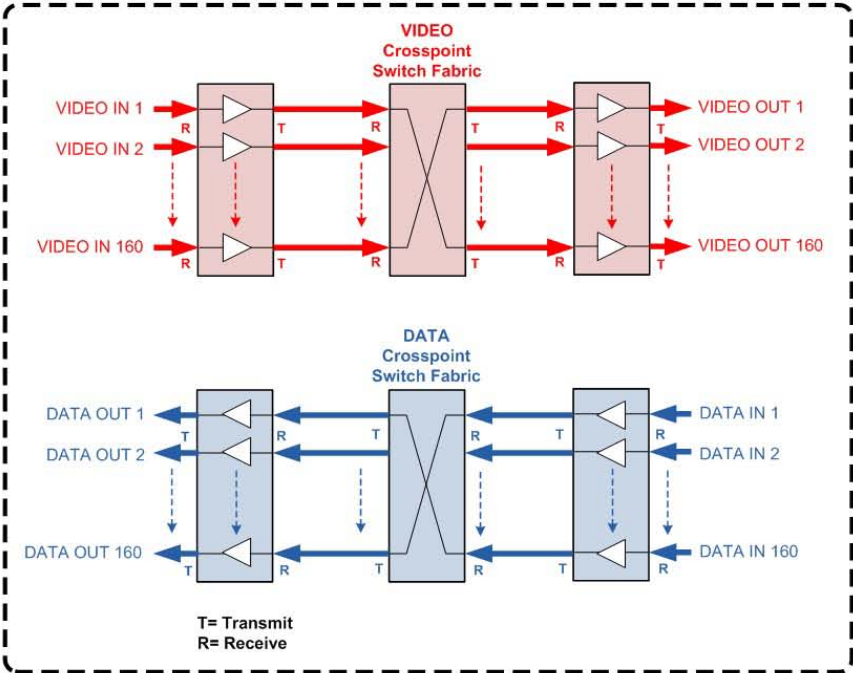 VIDEO
Crosspoint
Switch Fabric
VIDEO IN 1
R
T
R
T
R
T
VIDEO OUT 1
VIDEO IN 2
VIDEO OUT 2
VIDEO IN 160
R
T
R
T
R
T
VIDEO OUT 160
DATA
Crosspoint
Switch Fabric
DATA OUT 1
T
R
T
R
T
R
DATA IN 1
DATA OUT 2
DATA IN 2
DATA OUT 160
T
R
T
R
T
R
DATA IN 160
T= Transmit
R= Receive